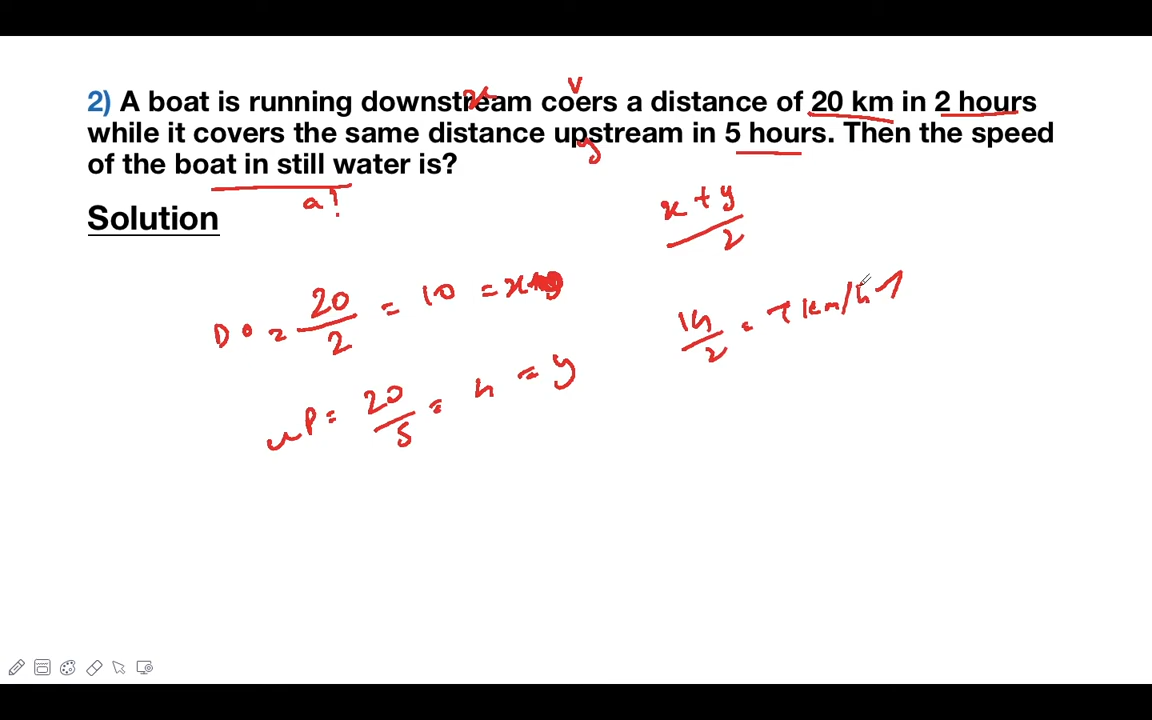 2) A boat is running downstream coers a distance of 20 km in 2 hours
v
x
while it covers the same distance upstream in 5 hours. Then the speed
y
of the boat in still water is?
a?
Solution
x + y
2
Do = 20/2 = 10 = x
14/2 = 7 km/h
up = 20/5 = 4 = y